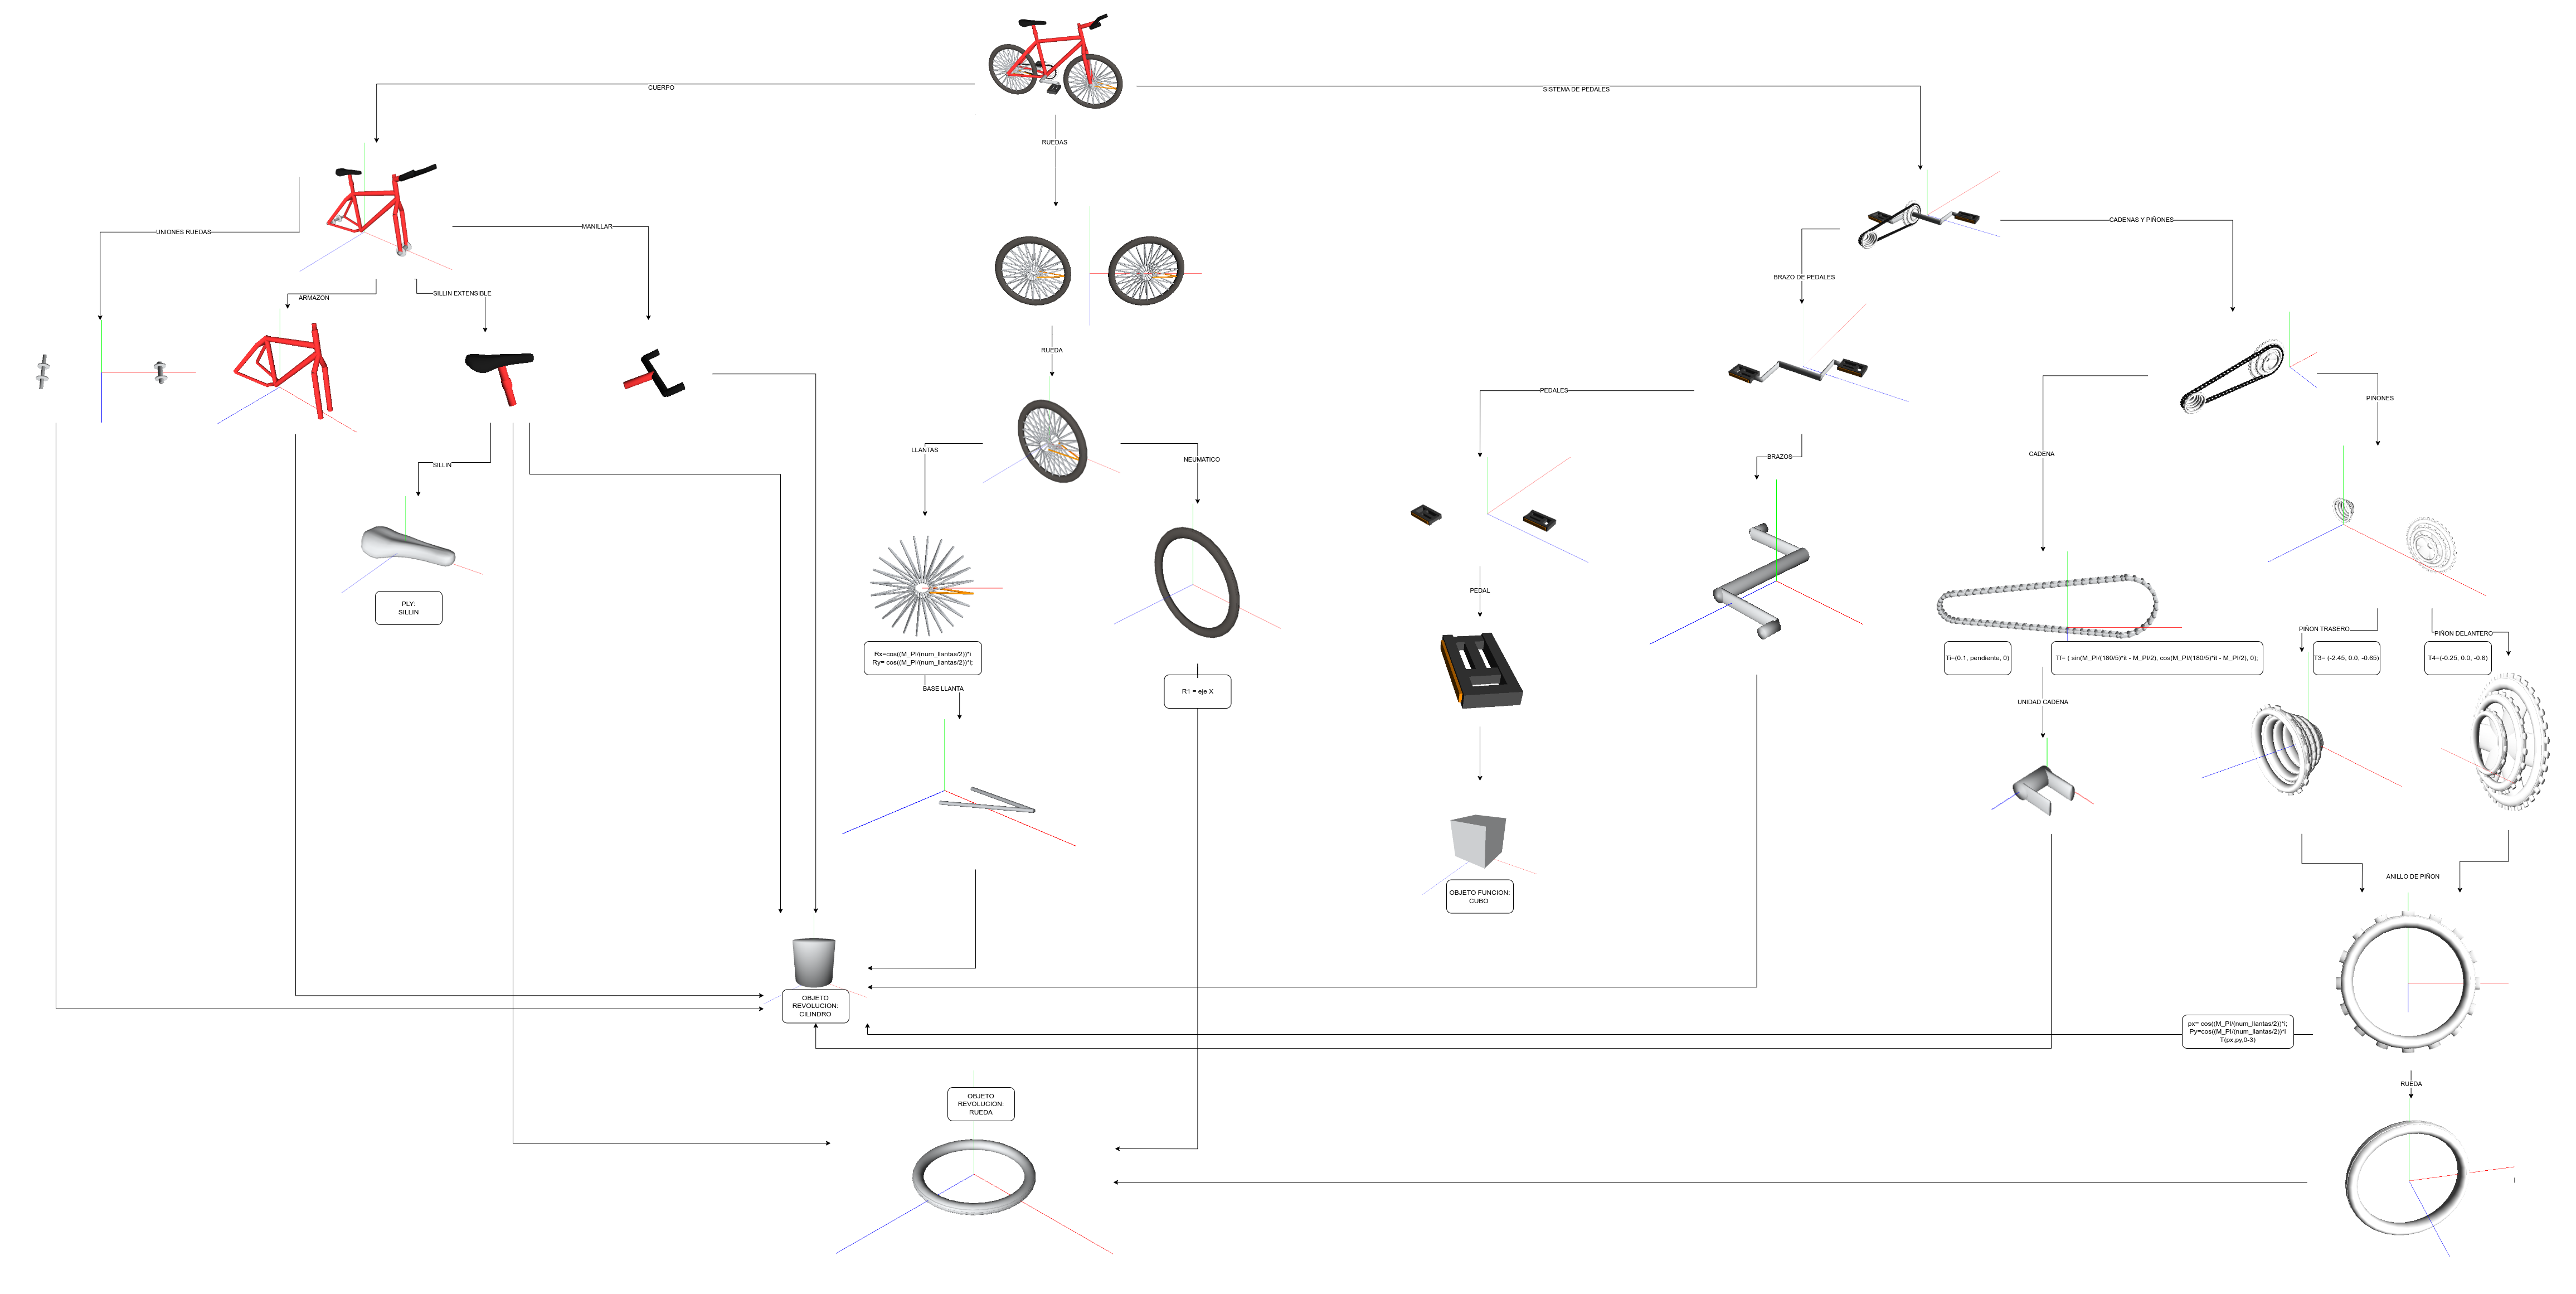 CUERPO
SISTEMA DE PEDALES
RUEDAS
UNIONES RUEDAS
MANILLAR
CADENAS Y PIÑONES
BRAZO DE PEDALES
ARMAZON
SILLIN EXTENSIBLE
RUEDA
PEDALES
PIÑONES
LLANTAS
NEUMATICO
BRAZOS
CADENA
SILLIN
PLY:
SILLIN
PEDAL
PIÑON TRASERO
PIÑON DELANTERO
Rx=cos((M_PI/(num_llantas/2))*i
Ry= cos((M_PI/(num_llantas/2))*i;
Ti=(0.1, pendiente, 0)
Tf= ( sin(M_PI/(180/5)*it - M_PI/2), cos(M_PI/(180/5)*it - M_PI/2), 0);
T3= (-2.45, 0.0, -0.65)
T4=(-0.25, 0.0, -0.6)
BASE LLANTA
R1 = eje X
UNIDAD CADENA
OBJETO FUNCION:
CUBO
ANILLO DE PIÑON
OBJETO
REVOLUCION:
CILINDRO
px= cos((M_PI/(num_llantas/2))*i;
Py=cos((M_PI/(num_llantas/2))*i
T(px,py,0-3)
RUEDA
OBJETO
REVOLUCION:
RUEDA